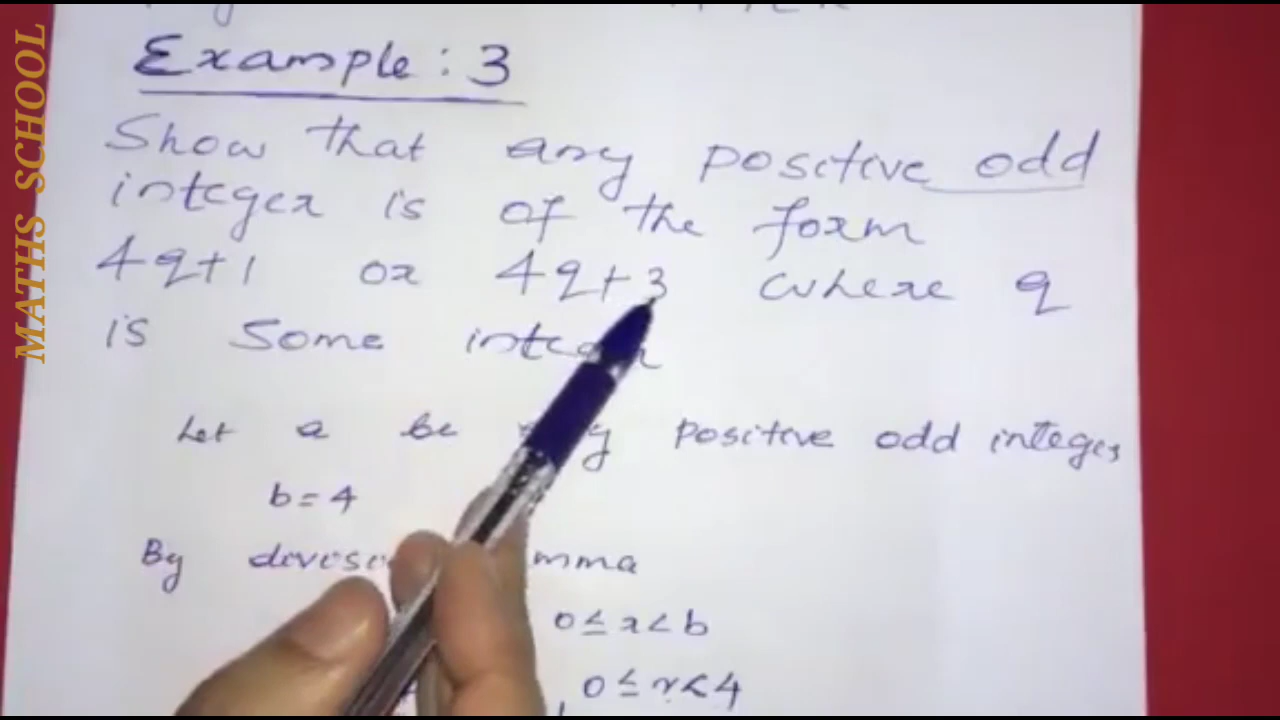 MATHS SCHOOL
Example : 3
Show that any positive odd
integer is of the form
4q+1 or 4q+3 where q
is some
Let a be positive odd integer
b = 4
By
0 ≤ r < b
0 ≤ r < 4